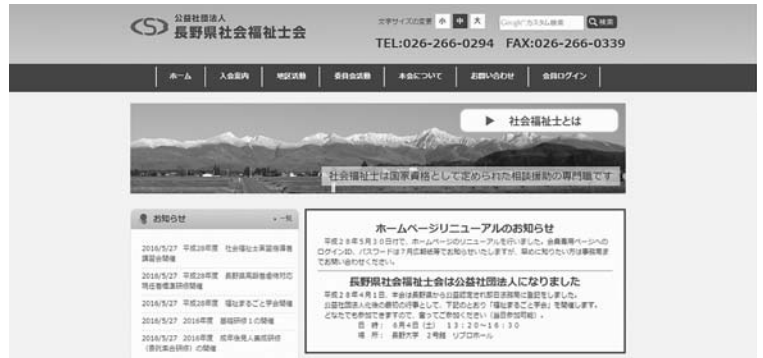 公益社団法人
長野県社会福祉士会
文字サイズの変更 小 中 大
Google カスタム検索 検索
TEL:026-266-0294 FAX:026-266-0339
ホーム 入会案内 地区活動 委員会活動 本会について お問い合わせ 会員ログイン
▶ 社会福祉士とは
社会福祉士は国家資格として定められた相談援助の専門職です
お知らせ
一覧
2016/5/27 平成28年度 社会福祉士実習指導者
講習会開催
2016/5/27 平成28年度 長野県高齢者虐待対応
現任者標準研修開催
2016/5/27 平成28年度 福祉まるごと学会開催
2016/5/27 2016年度 基礎研修1の開催
2016/5/27 2016年度 成年後見人養成研修
(委託集合研修)の開催
ホームページリニューアルのお知らせ
平成28年5月30日付で、ホームページのリニューアルを行いました。会員専用ページへの
ログインID、パスワードは7月広報紙等でお知らせいたしますが、早めに知りたい方は事務局ま
でお問い合わせください。
長野県社会福祉士会は公益社団法人になりました
平成28年4月1日、本会は長野県から公益認定され即日法務局に登記をしました。
公益社団法人化後の最初の行事として、下記のとおり「福祉まるごと学会」を開催します。
どなたでも参加できますので、奮ってご参加ください(当日参加可能)。
日 時: 6月4日(土) 13:20~16:30
場 所: 長野大学 2号館 リブロホール